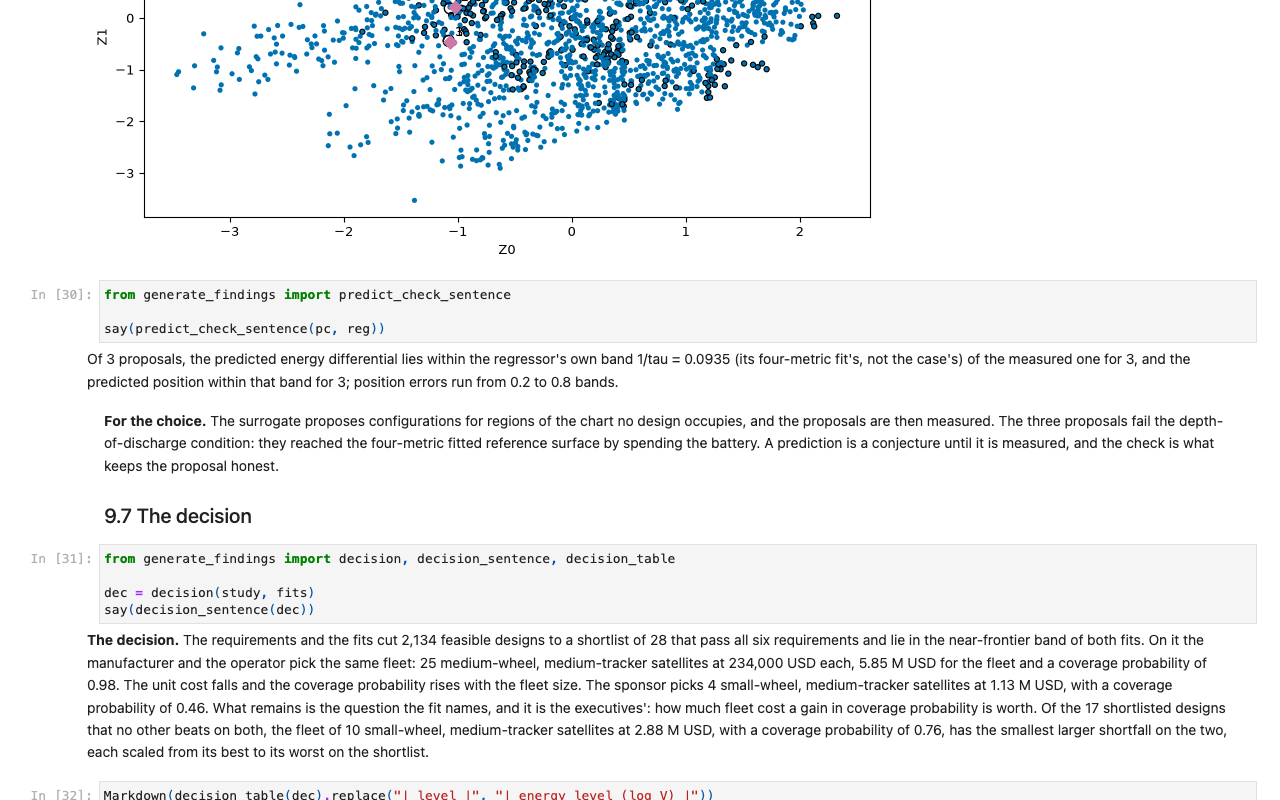 0
−1
−2
−3
Z1
−3
−2
−1
0
1
2
Z0
In [30]:
from generate_findings import predict_check_sentence
say(predict_check_sentence(pc, reg))
Of 3 proposals, the predicted energy differential lies within the regressor's own band 1/tau = 0.0935 (its four-metric fit's, not the case's) of the measured one for 3, and the
predicted position within that band for 3; position errors run from 0.2 to 0.8 bands.
For the choice. The surrogate proposes configurations for regions of the chart no design occupies, and the proposals are then measured. The three proposals fail the depth-
of-discharge condition: they reached the four-metric fitted reference surface by spending the battery. A prediction is a conjecture until it is measured, and the check is what
keeps the proposal honest.
9.7 The decision
In [31]:
from generate_findings import decision, decision_sentence, decision_table
dec = decision(study, fits)
say(decision_sentence(dec))
The decision. The requirements and the fits cut 2,134 feasible designs to a shortlist of 28 that pass all six requirements and lie in the near-frontier band of both fits. On it the
manufacturer and the operator pick the same fleet: 25 medium-wheel, medium-tracker satellites at 234,000 USD each, 5.85 M USD for the fleet and a coverage probability of
0.98. The unit cost falls and the coverage probability rises with the fleet size. The sponsor picks 4 small-wheel, medium-tracker satellites at 1.13 M USD, with a coverage
probability of 0.46. What remains is the question the fit names, and it is the executives': how much fleet cost a gain in coverage probability is worth. Of the 17 shortlisted designs
that no other beats on both, the fleet of 10 small-wheel, medium-tracker satellites at 2.88 M USD, with a coverage probability of 0.76, has the smallest larger shortfall on the two,
each scaled from its best to its worst on the shortlist.
In [32]:
Markdown(decision_table(dec).replace("| level |", "| energy level (log V) |"))